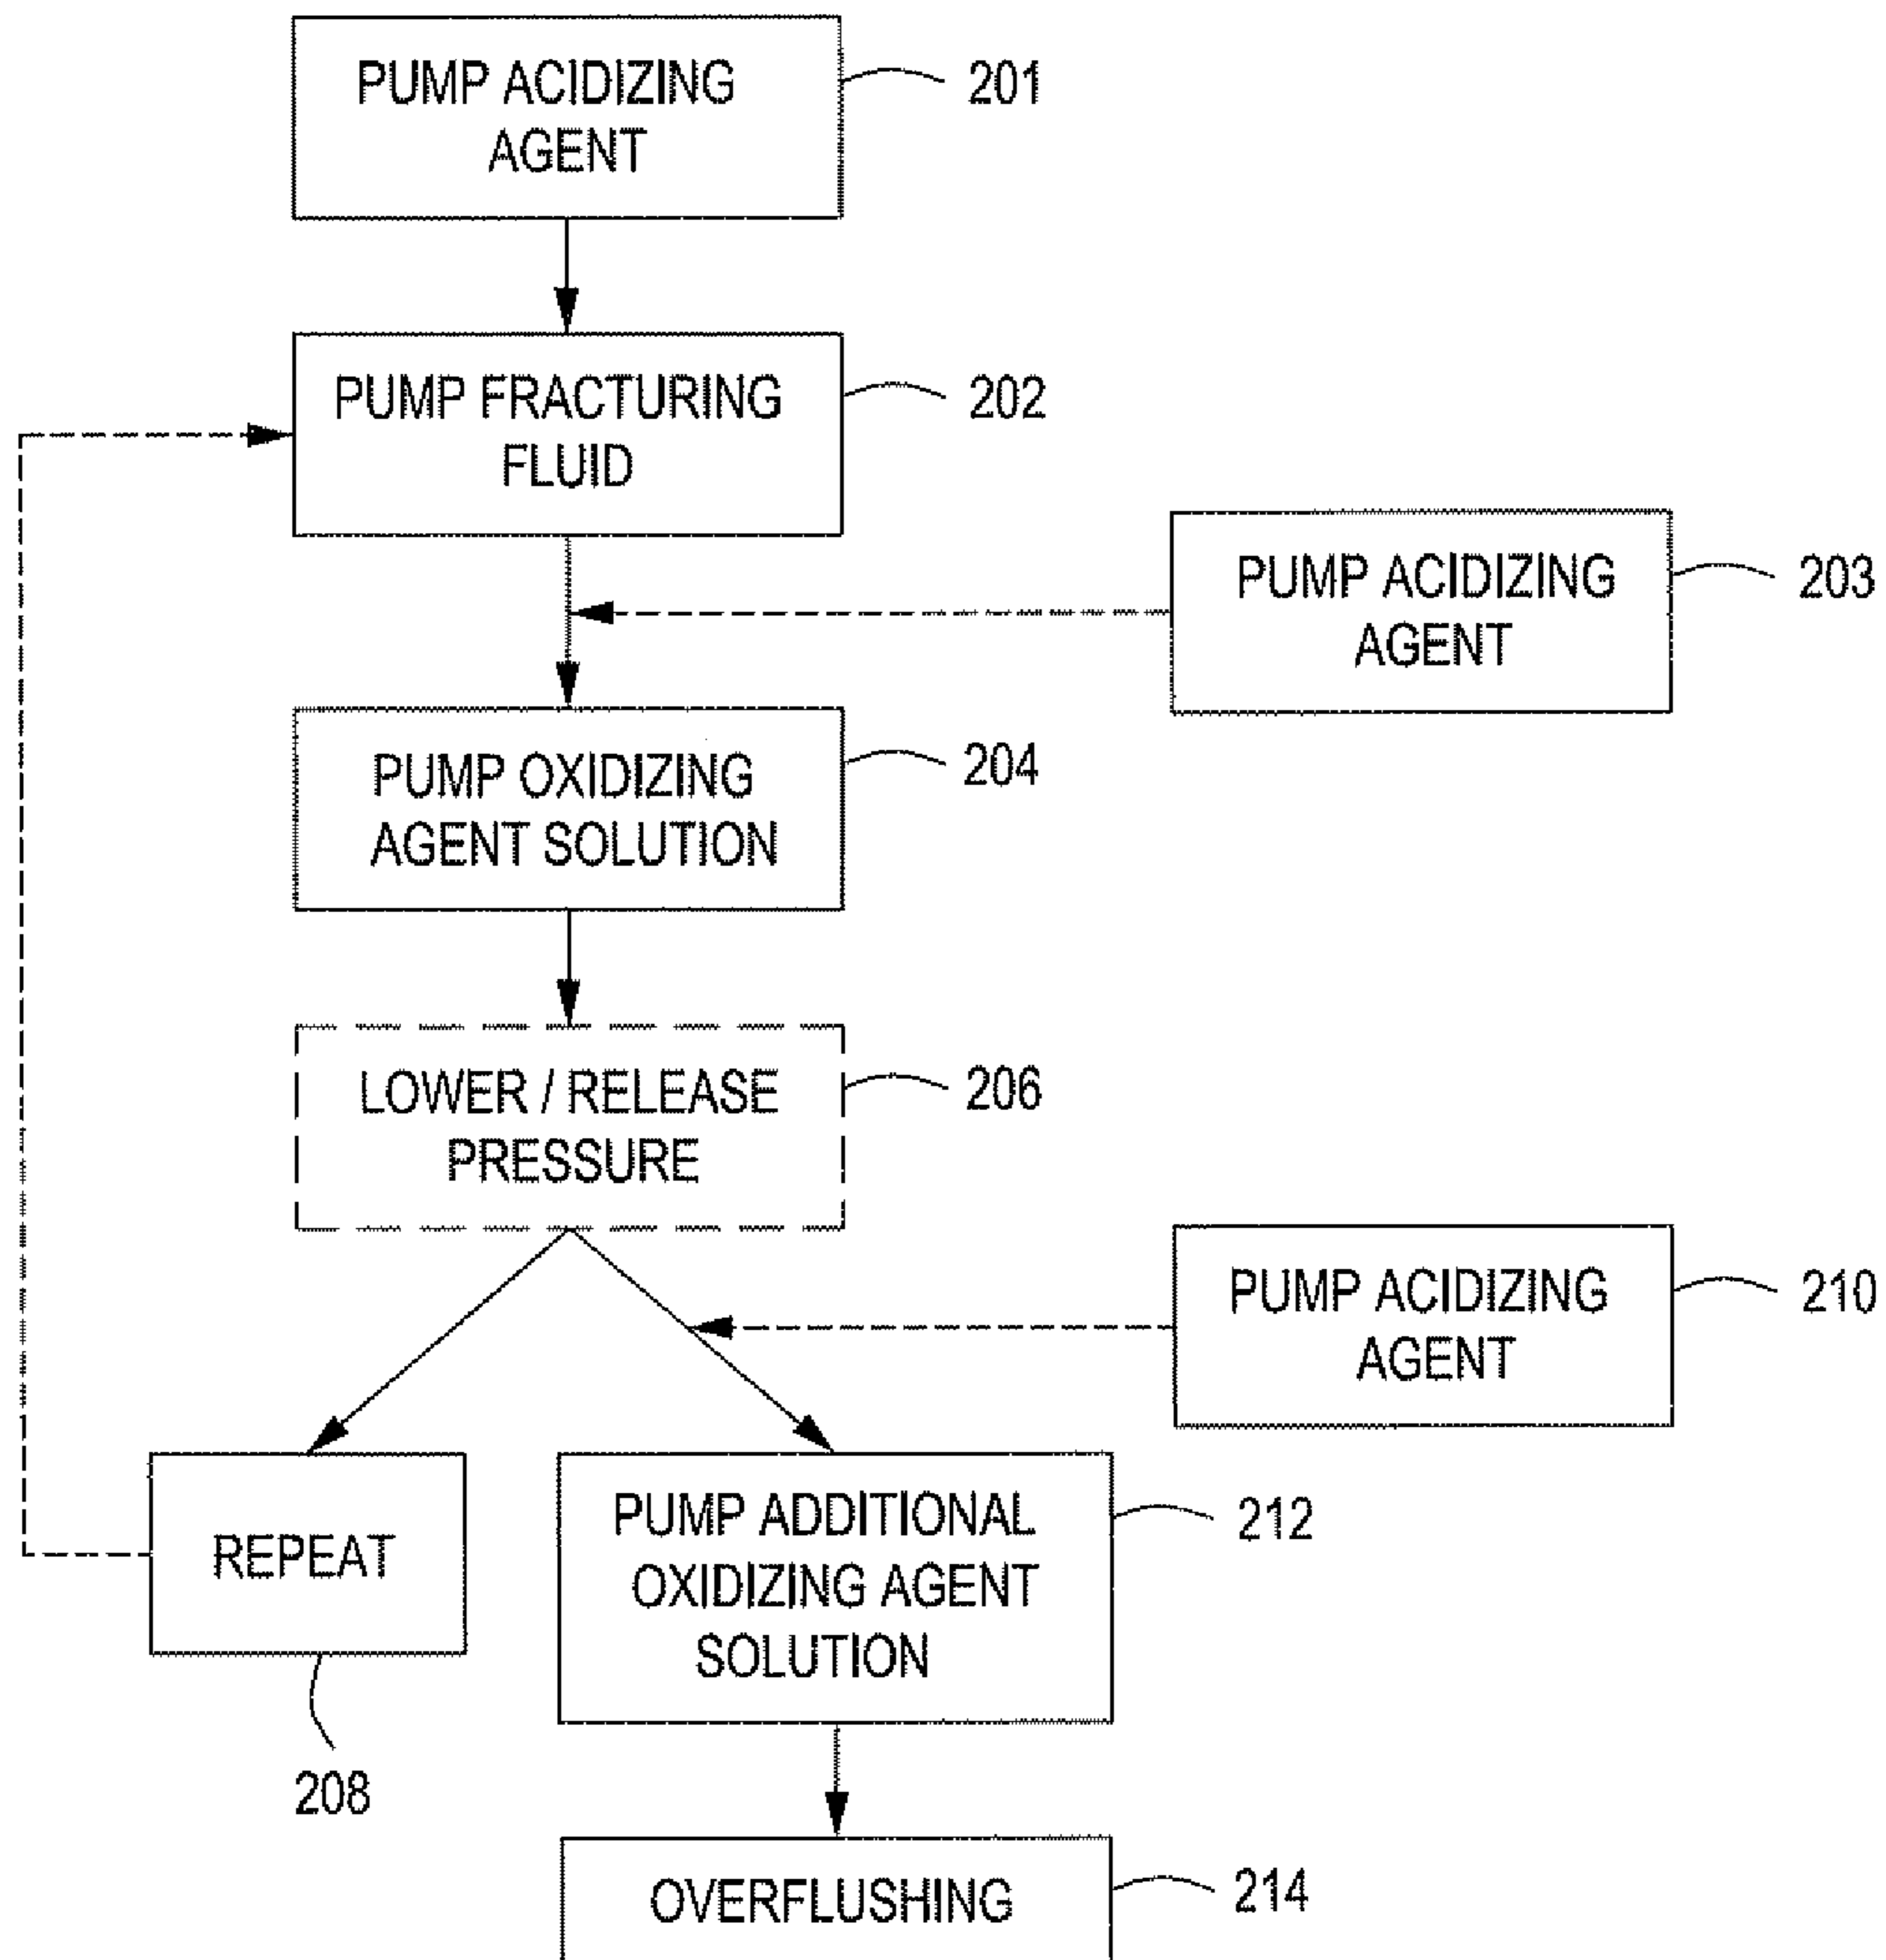 PUMP ACIDIZING
AGENT
201
PUMP FRACTURING
FLUID
202
PUMP ACIDIZING
AGENT
203
PUMP OXIDIZING
AGENT SOLUTION
204
LOWER / RELEASE
PRESSURE
206
PUMP ACIDIZING
AGENT
210
REPEAT
208
PUMP ADDITIONAL
OXIDIZING AGENT
SOLUTION
212
OVERFLUSHING
214